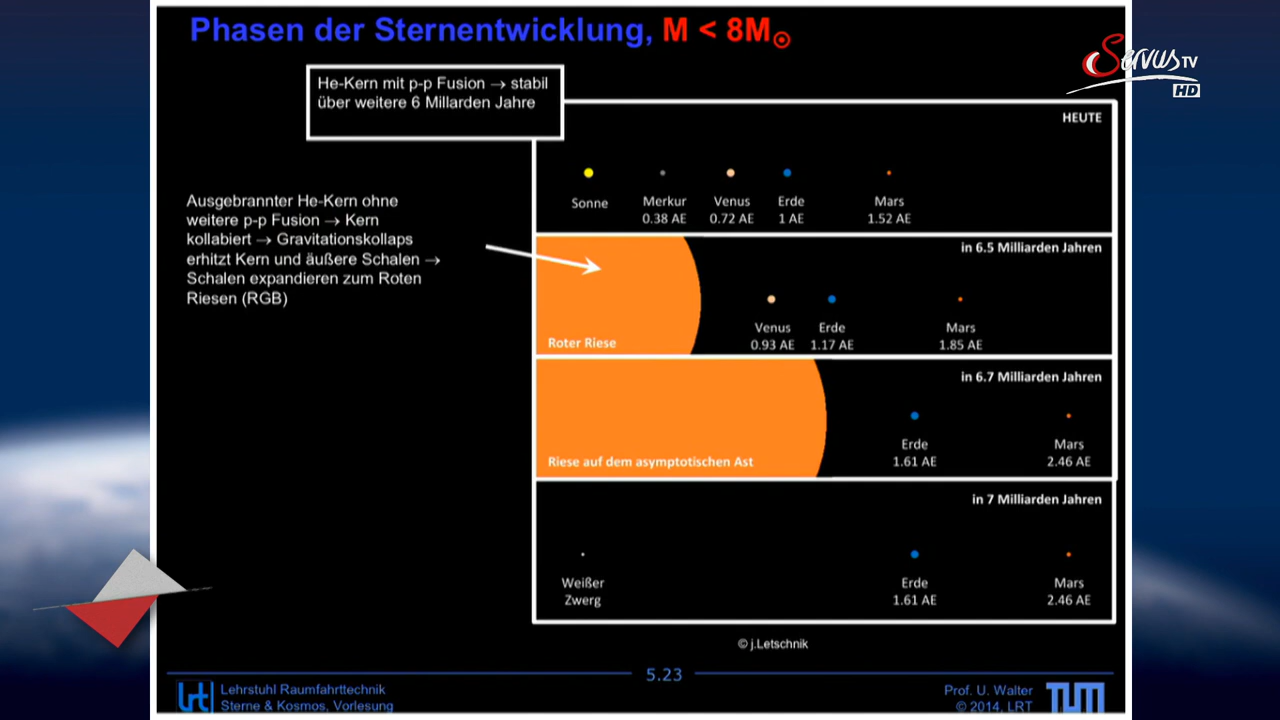 Phasen der Sternentwicklung, M < 8M☉
Servus TV
HD
He-Kern mit p-p Fusion → stabil
über weitere 6 Millarden Jahre
HEUTE
Sonne
Merkur
0.38 AE
Venus
0.72 AE
Erde
1 AE
Mars
1.52 AE
Ausgebrannter He-Kern ohne
weitere p-p Fusion → Kern
kollabiert → Gravitationskollaps
erhitzt Kern und äußere Schalen →
Schalen expandieren zum Roten
Riesen (RGB)
in 6.5 Milliarden Jahren
Roter Riese
Venus
0.93 AE
Erde
1.17 AE
Mars
1.85 AE
in 6.7 Milliarden Jahren
Riese auf dem asymptotischen Ast
Erde
1.61 AE
Mars
2.46 AE
in 7 Milliarden Jahren
Weißer
Zwerg
Erde
1.61 AE
Mars
2.46 AE
© j.Letschnik
5.23
lrt
Lehrstuhl Raumfahrttechnik
Sterne & Kosmos, Vorlesung
Prof. U. Walter
© 2014, LRT
TUM